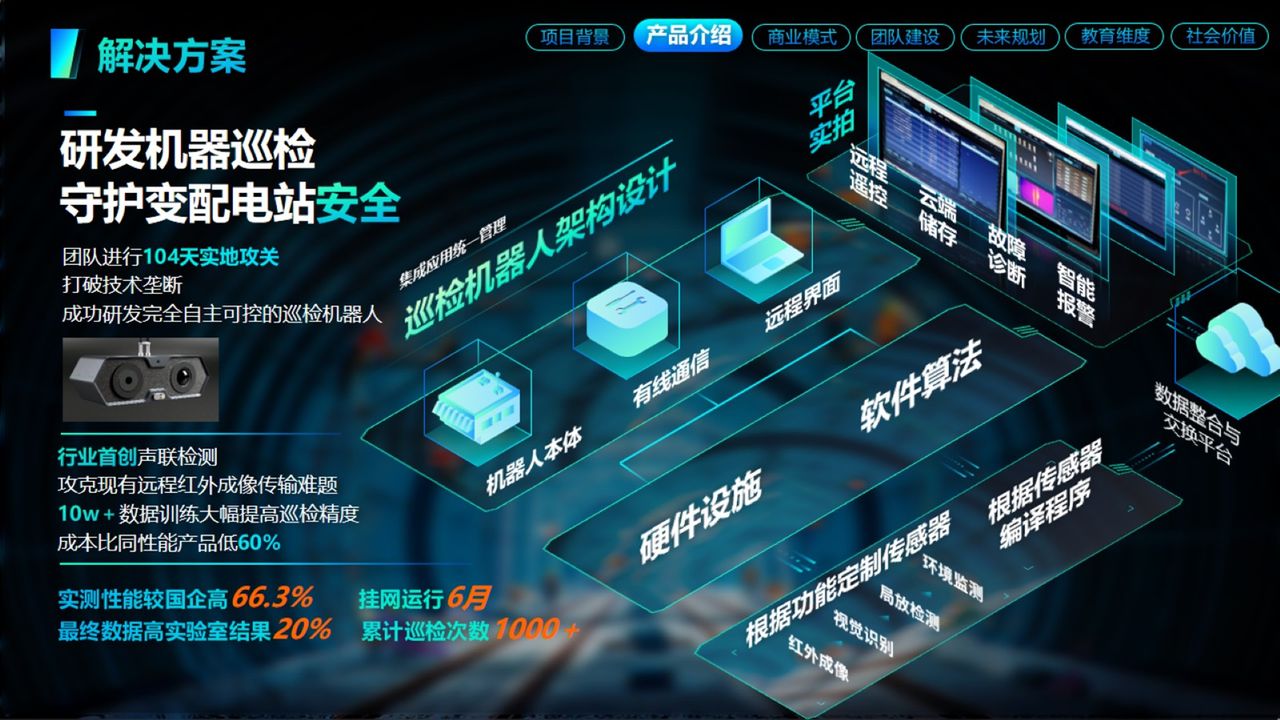 解决方案
项目背景
产品介绍
商业模式
团队建设
未来规划
教育维度
社会价值
研发机器巡检
守护变配电站安全
团队进行104天实地攻关
打破技术垄断
成功研发完全自主可控的巡检机器人
行业首创声联检测
攻克现有远程红外成像传输难题
10w+数据训练大幅提高巡检精度
成本比同性能产品低60%
实测性能较国企高66.3%
挂网运行6月
最终数据高实验室结果20%
累计巡检次数1000+
集成应用统一管理
巡检机器人架构设计
机器人本体
有线通信
远程界面
平台
实拍
远程
遥控
云端
储存
故障
诊断
智能
报警
数据整合与
交换平台
硬件设施
软件算法
根据功能定制传感器
根据传感器
编译程序
红外成像
视觉识别
局放检测
环境监测